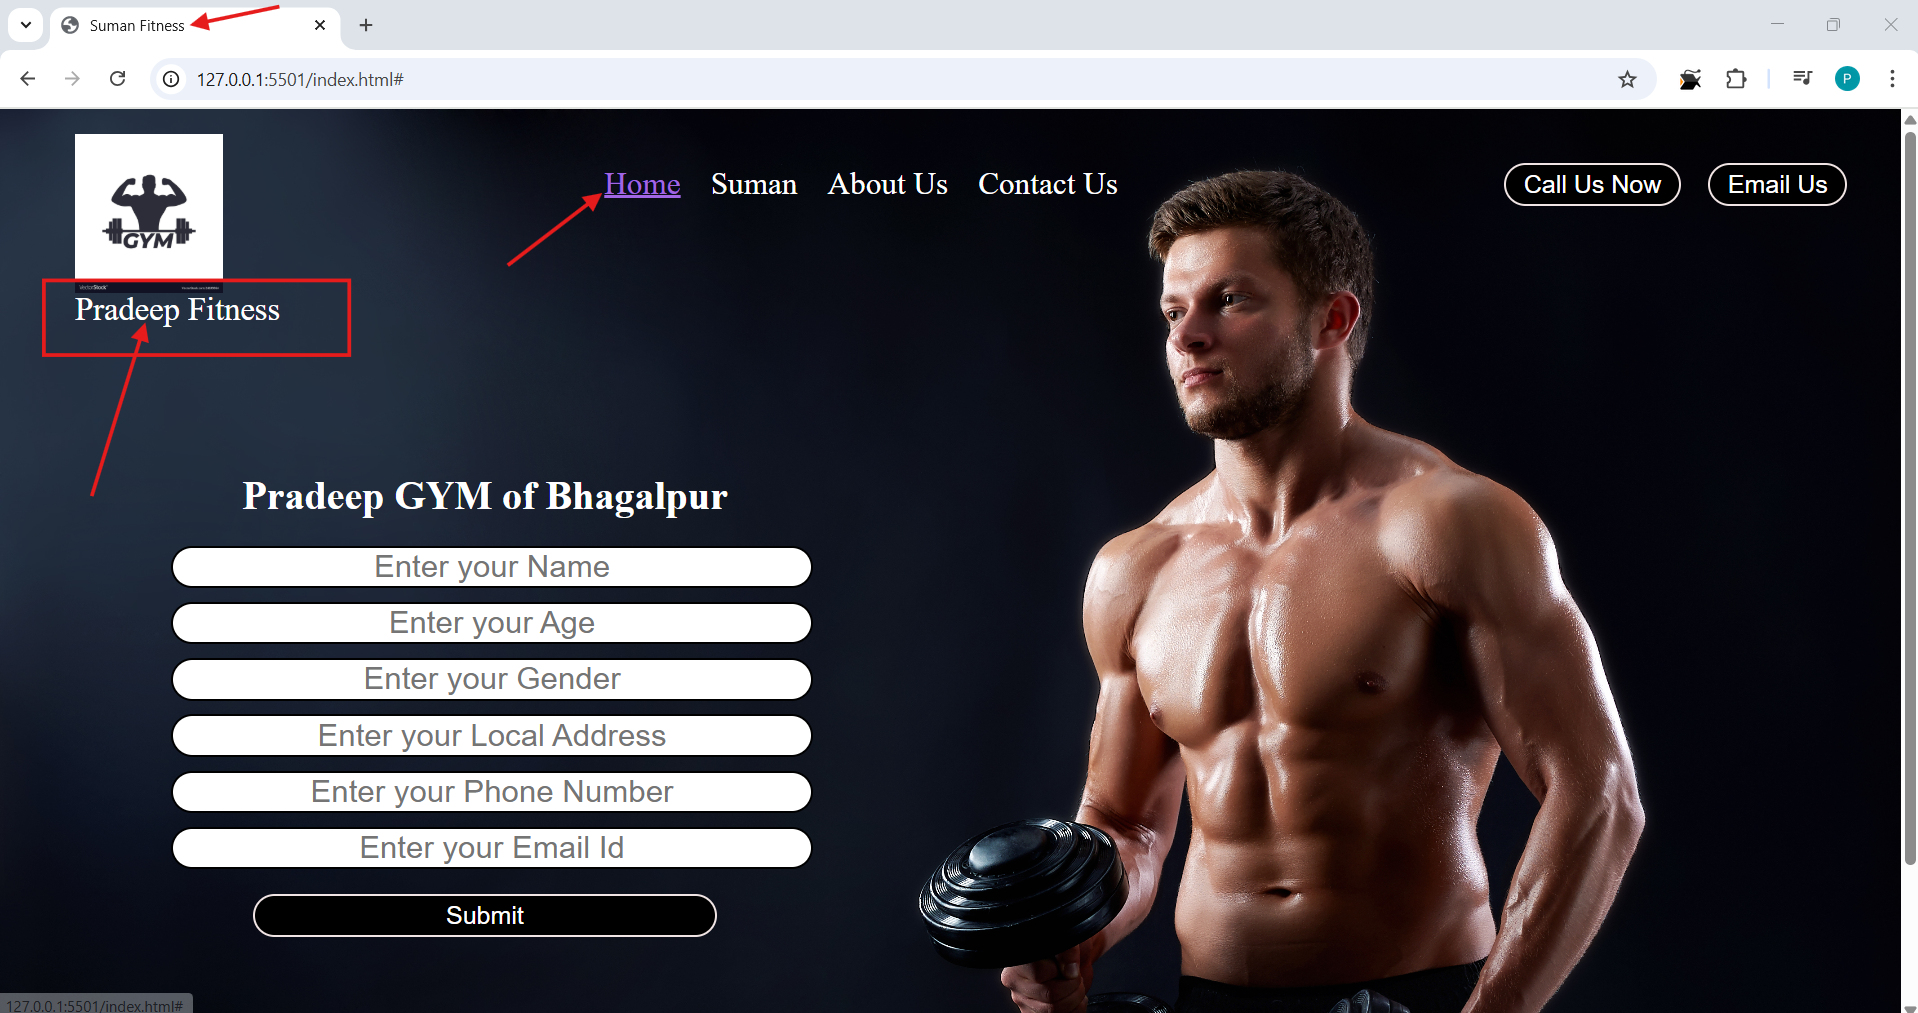 Suman Fitness
127.0.0.1:5501/index.html#
P
GYM
Home Suman About Us Contact Us
Call Us Now Email Us
VectorStock
Pradeep Fitness
Pradeep GYM of Bhagalpur
Enter your Name
Enter your Age
Enter your Gender
Enter your Local Address
Enter your Phone Number
Enter your Email Id
Submit
127.0.0.1:5501/index.html#